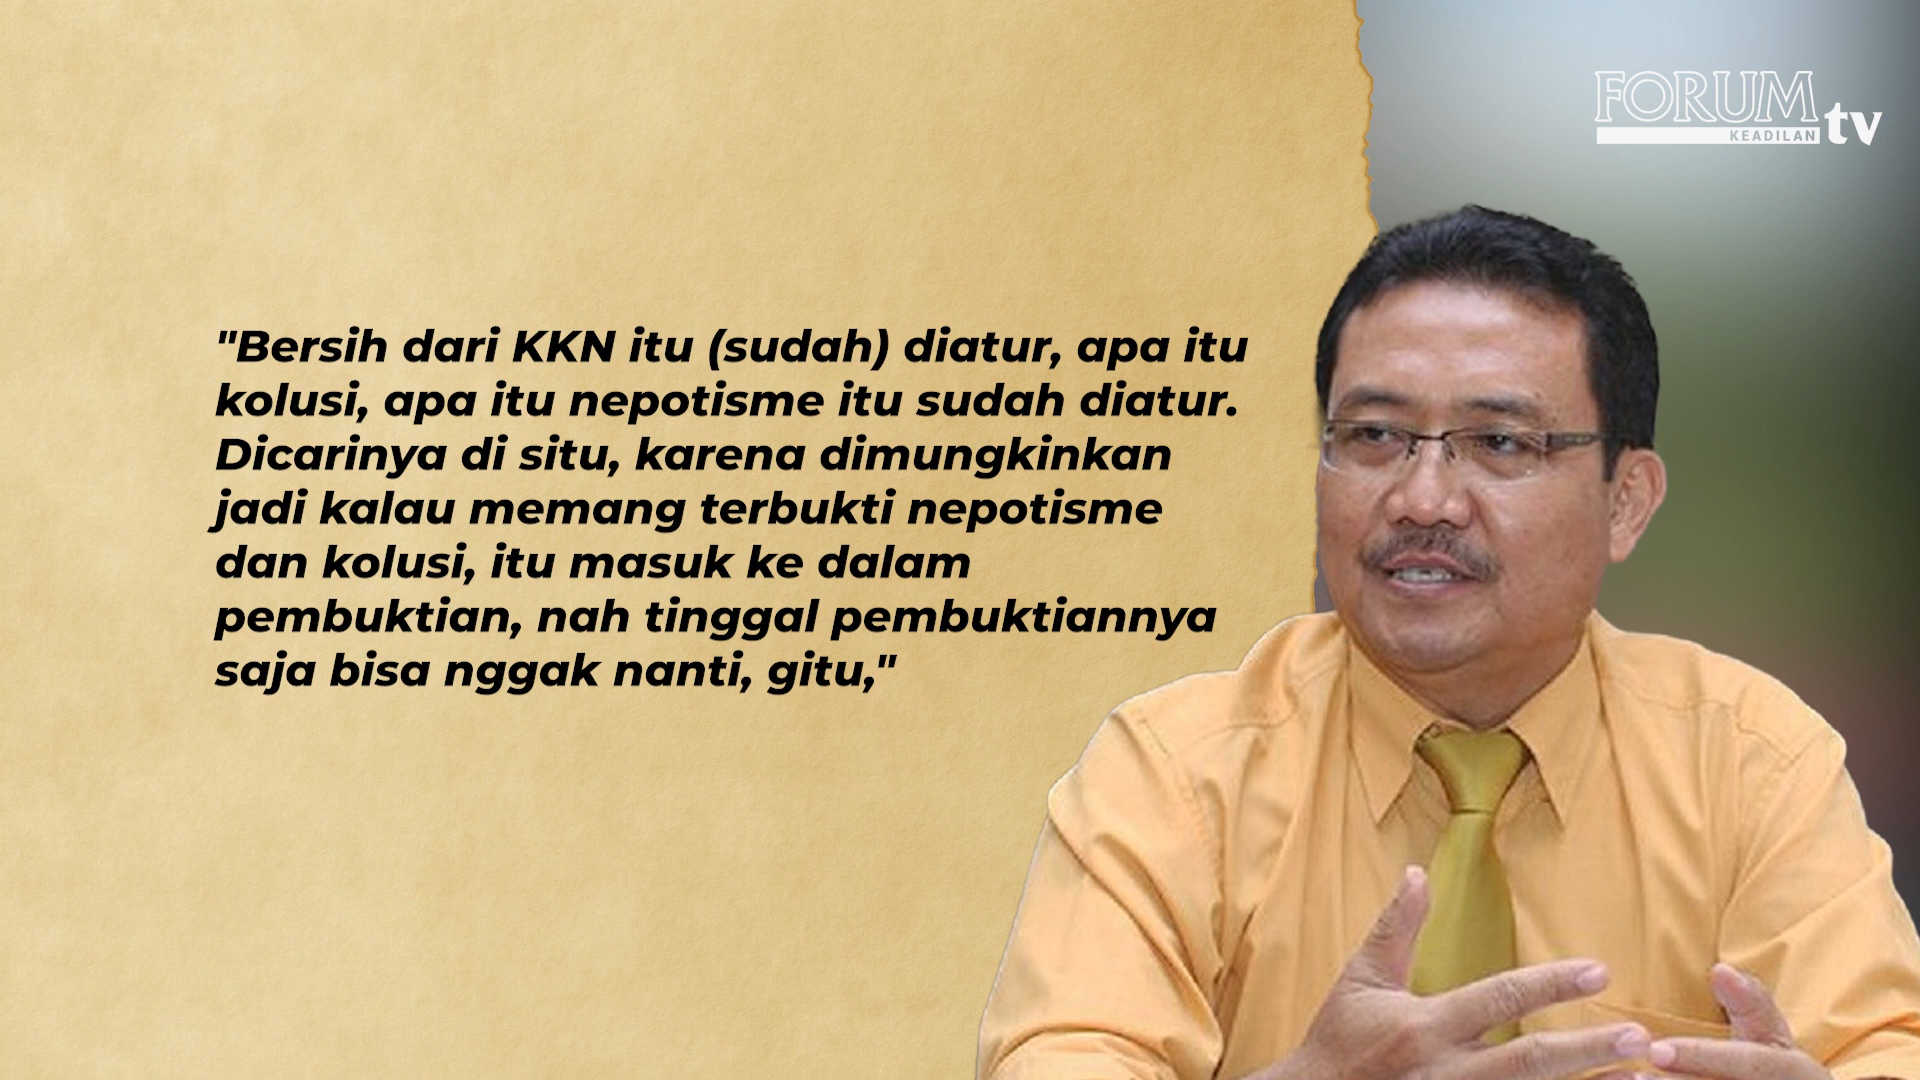 FORUM
KEADILAN
tv
"Bersih dari KKN itu (sudah) diatur, apa itu
kolusi, apa itu nepotisme itu sudah diatur.
Dicarinya di situ, karena dimungkinkan
jadi kalau memang terbukti nepotisme
dan kolusi, itu masuk ke dalam
pembuktian, nah tinggal pembuktiannya
saja bisa nggak nanti, gitu,"